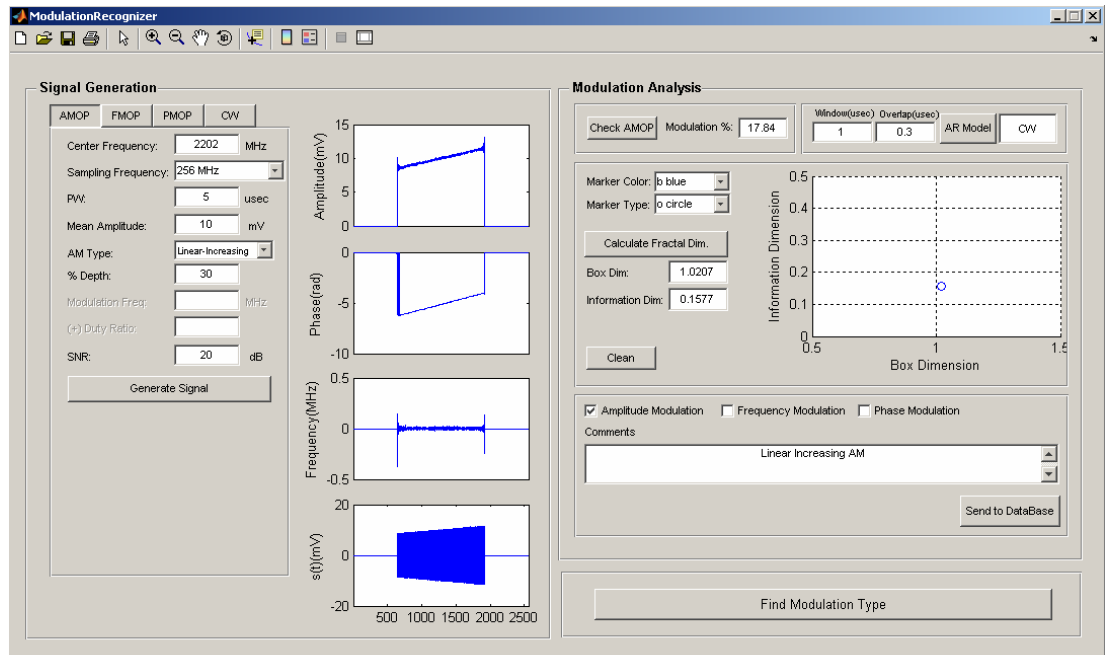 ModulationRecognizer
Signal Generation
AMOP FMOP PMOP CW
Center Frequency: 2202 MHz
Sampling Frequency: 256 MHz
PW: 5 usec
Mean Amplitude: 10 mV
AM Type: Linear-Increasing
% Depth: 30
Modulation Freq: MHz
(+) Duty Ratio:
SNR: 20 dB
Generate Signal
Amplitude(mV)
15
10
5
0
Phase(rad)
0
-5
-10
Frequency(MHz)
0.5
0
-0.5
s(t)(mV)
20
0
-20
500 1000 1500 2000 2500
Modulation Analysis
Check AMOP Modulation %: 17.84
Window(usec) Overlap(usec)
1 0.3 AR Model CW
Marker Color: b blue
Marker Type: o circle
Calculate Fractal Dim.
Box Dim: 1.0207
Information Dim: 0.1577
Clean
Information Dimension
0.5
0.4
0.3
0.2
0.1
0
0.5 1 1.5
Box Dimension
Amplitude Modulation Frequency Modulation Phase Modulation
Comments
Linear Increasing AM
Send to DataBase
Find Modulation Type